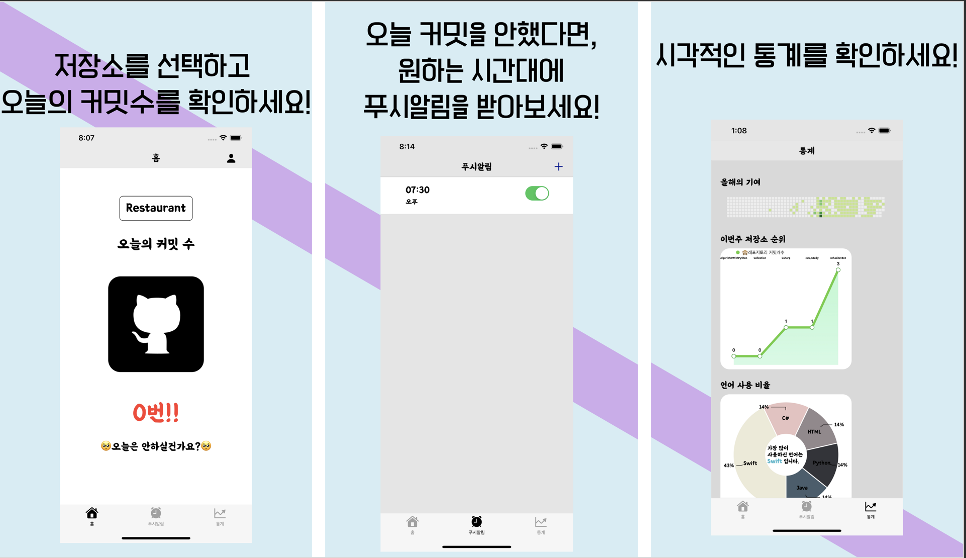 저장소를 선택하고
오늘의 커밋수를 확인하세요!
8:07
홈
Restaurant
오늘의 커밋 수
0번!!
🥺오늘은 안하실건가요?🥺
홈
푸시알림
통계
오늘 커밋을 안했다면,
원하는 시간대에
푸시알림을 받아보세요!
8:14
푸시알림
+
07:30
오후
홈
푸시알림
통계
시각적인 통계를 확인하세요!
1:08
통계
올해의 기여
이번주 저장소 순위
3
1
1
0
0
언어 사용 비율
14%
C#
HTML
14%
가장 많이
사용하신 언어는
Swift 입니다.
43%
Swift
Python
14%
Java
14%
홈
푸시알림
통계